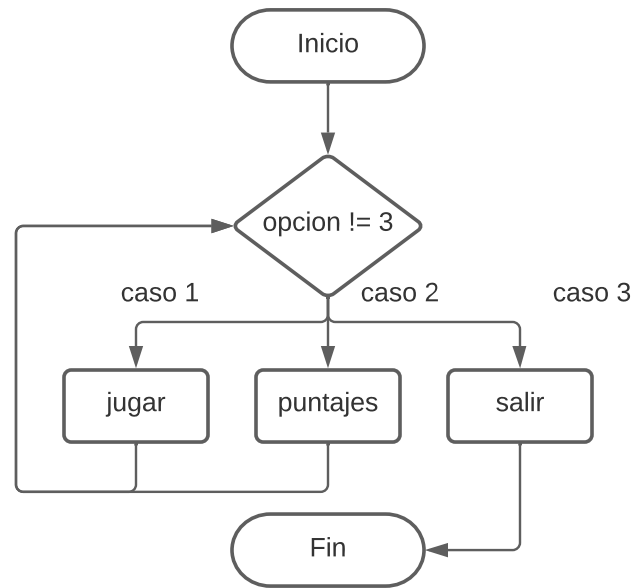 Inicio
opcion != 3
caso 1
caso 2
caso 3
jugar
puntajes
salir
Fin